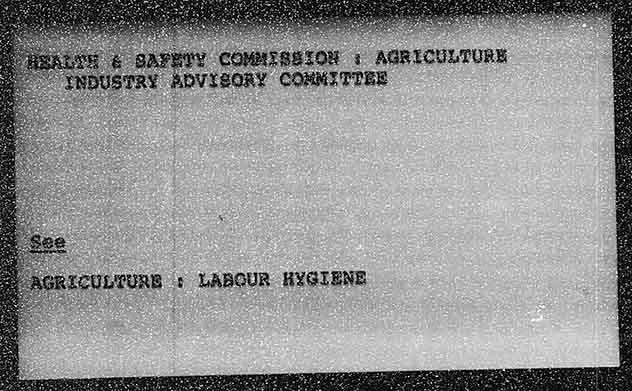 HEALTH & SAFETY COMMISSION : AGRICULTURE
INDUSTRY ADVISORY COMMITTEE
See
AGRICULTURE : LABOUR HYGIENE